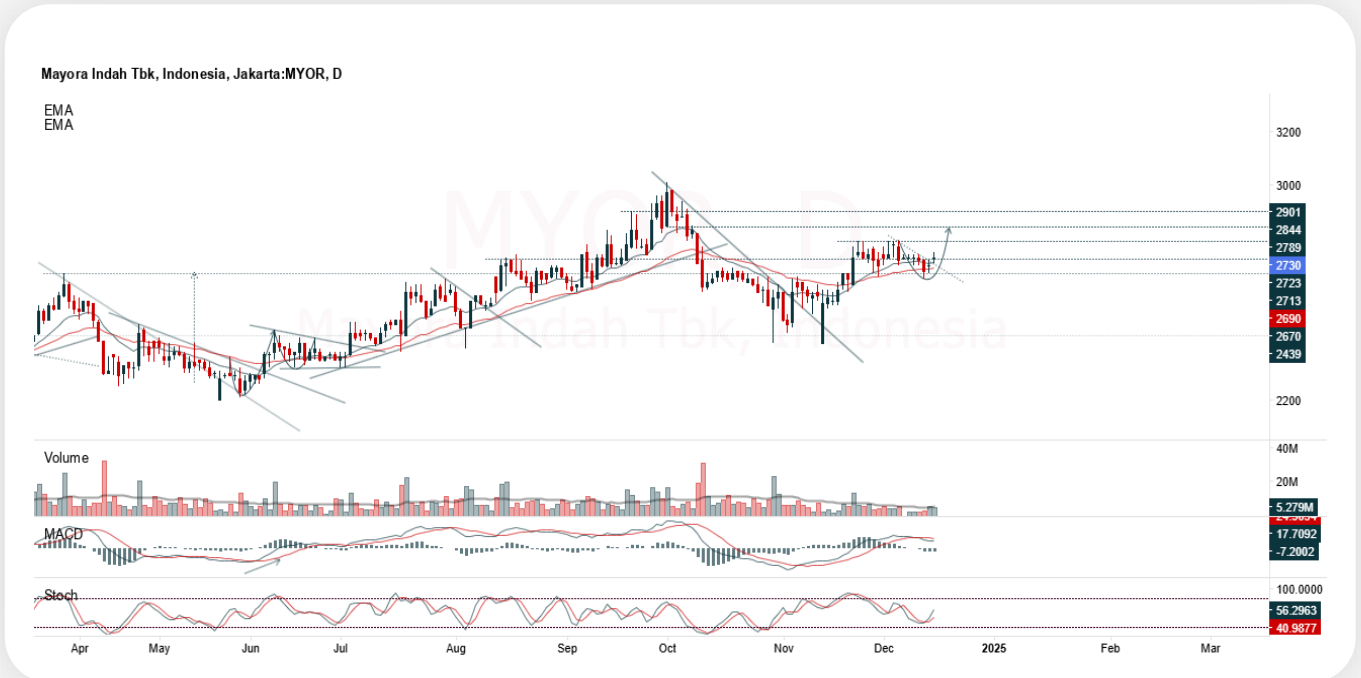 Mayora Indah Tbk, Indonesia, Jakarta:MYOR, D
EMA
EMA
MYOR, D
Mayora Indah Tbk, Indonesia
3200
3000
2901
2844
2789
2730
2723
2713
2690
2670
2439
2200
Volume
40M
20M
5.279M
MACD
17.7092
-7.2002
Stoch
100.0000
56.2963
40.9877
Apr May Jun Jul Aug Sep Oct Nov Dec 2025 Feb Mar